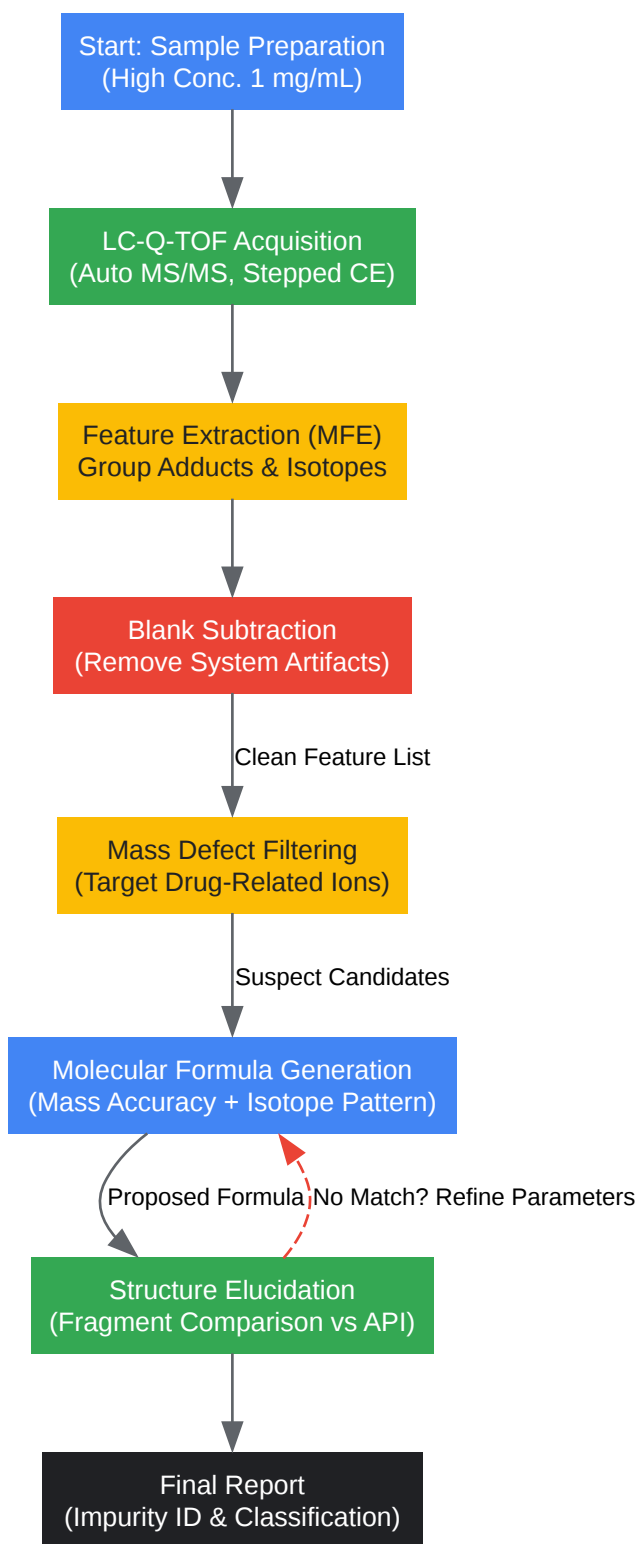 Start: Sample Preparation
(High Conc. 1 mg/mL)
LC-Q-TOF Acquisition
(Auto MS/MS, Stepped CE)
Feature Extraction (MFE)
Group Adducts & Isotopes
Blank Subtraction
(Remove System Artifacts)
Clean Feature List
Mass Defect Filtering
(Target Drug-Related Ions)
Suspect Candidates
Molecular Formula Generation
(Mass Accuracy + Isotope Pattern)
Proposed Formula
No Match? Refine Parameters
Structure Elucidation
(Fragment Comparison vs API)
Final Report
(Impurity ID & Classification)